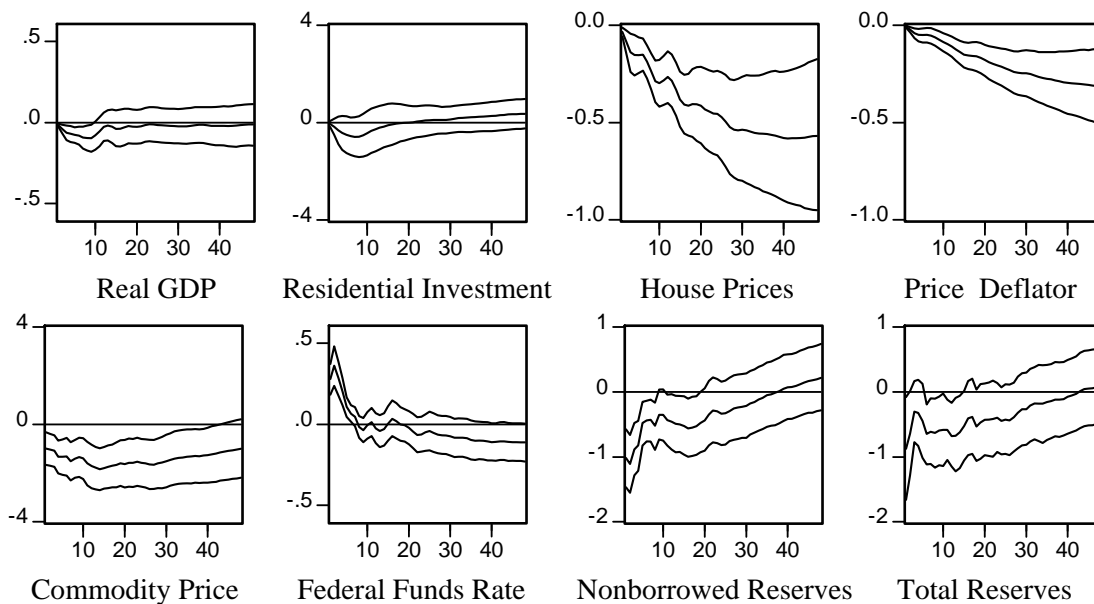 .5
.0
-.5
10 20 30 40
Real GDP
4
0
-4
10 20 30 40
Residential Investment
0.0
-0.5
-1.0
10 20 30 40
House Prices
0.0
-0.5
-1.0
10 20 30 40
Price Deflator
4
0
-4
10 20 30 40
Commodity Price
.5
.0
-.5
10 20 30 40
Federal Funds Rate
1
0
-1
-2
10 20 30 40
Nonborrowed Reserves
1
0
-1
-2
10 20 30 40
Total Reserves